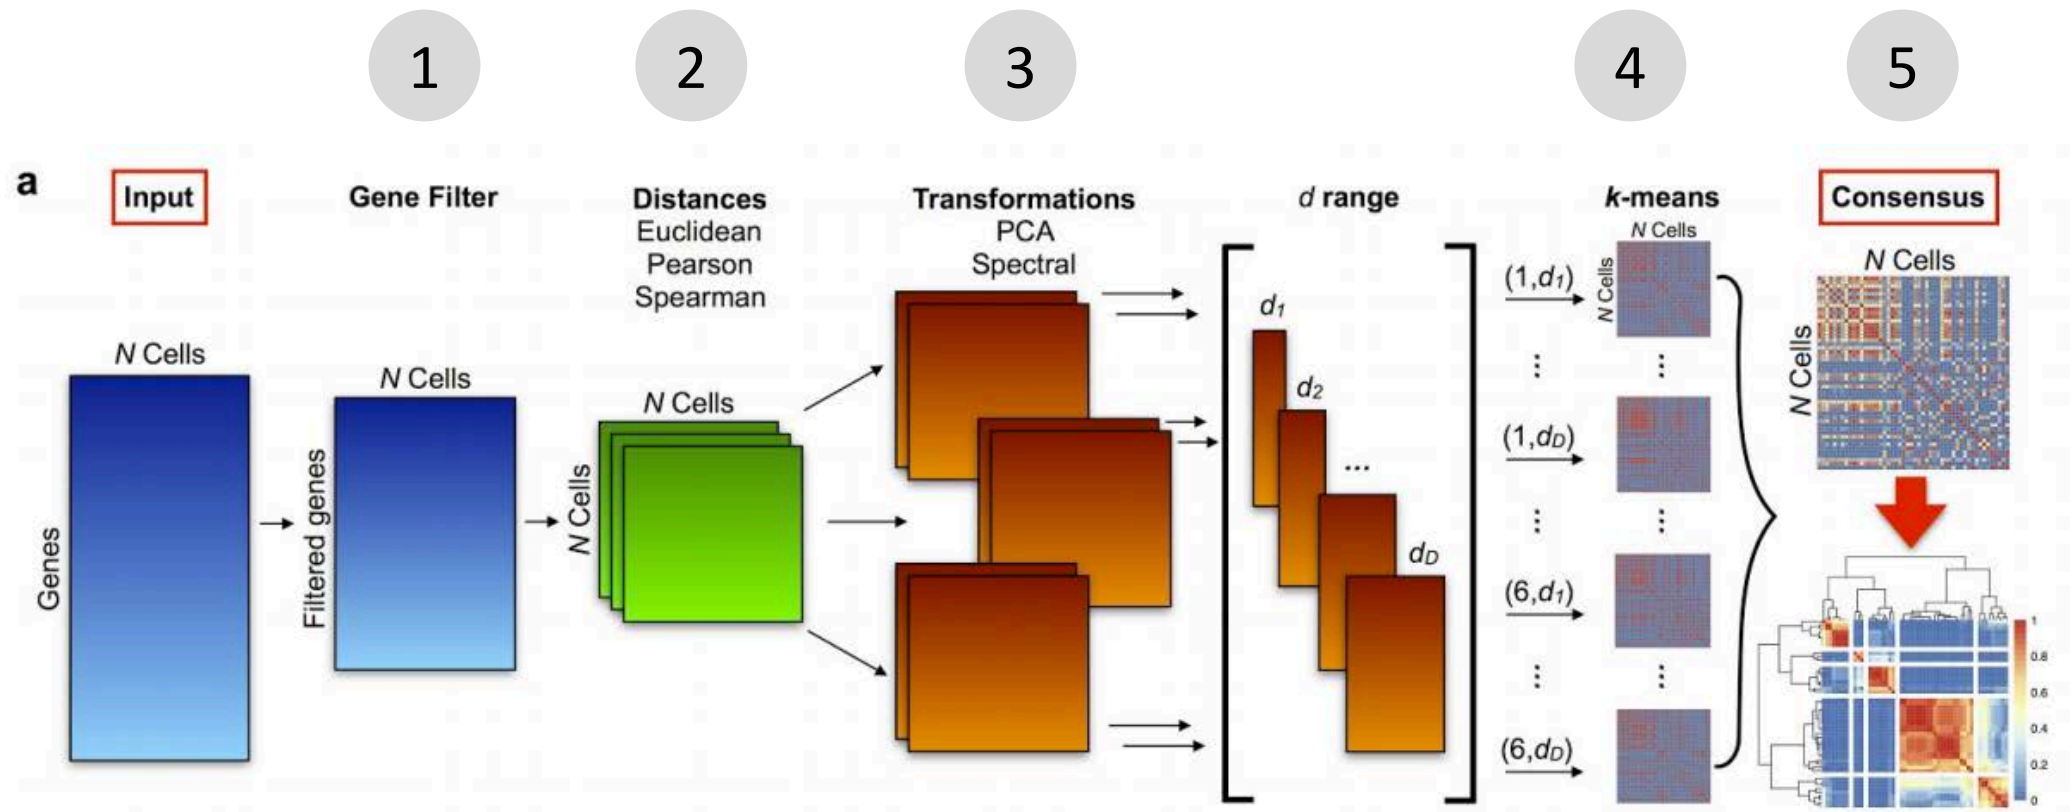 1
2
3
4
5
a
Input
Gene Filter
Distances
Euclidean
Pearson
Spearman
Transformations
PCA
Spectral
d range
k-means
N Cells
N Cells
Consensus
N Cells
N Cells
N Cells
Genes
N Cells
Filtered genes
N Cells
N Cells
d1
d2
...
dD
(1,d1)
⋮
⋮
(1,dD)
⋮
⋮
(6,d1)
⋮
⋮
(6,dD)
1
0.8
0.6
0.4
0.2
0